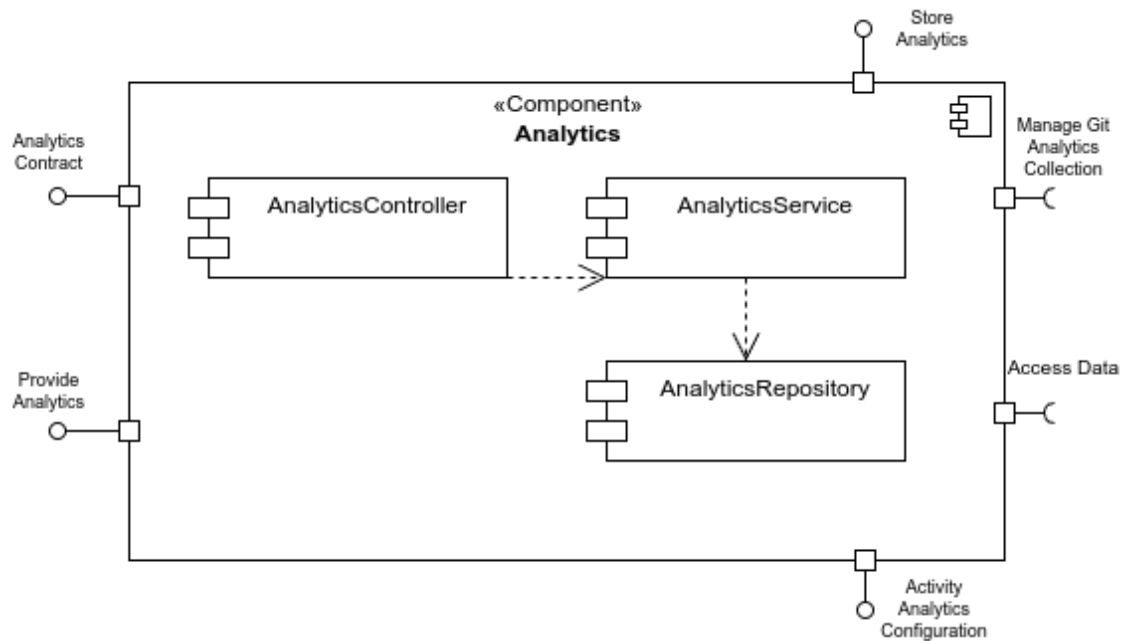 Store
Analytics
«Component»
Analytics
Analytics
Contract
Manage Git
Analytics
Collection
AnalyticsController
AnalyticsService
Provide
Analytics
AnalyticsRepository
Access Data
Activity
Analytics
Configuration